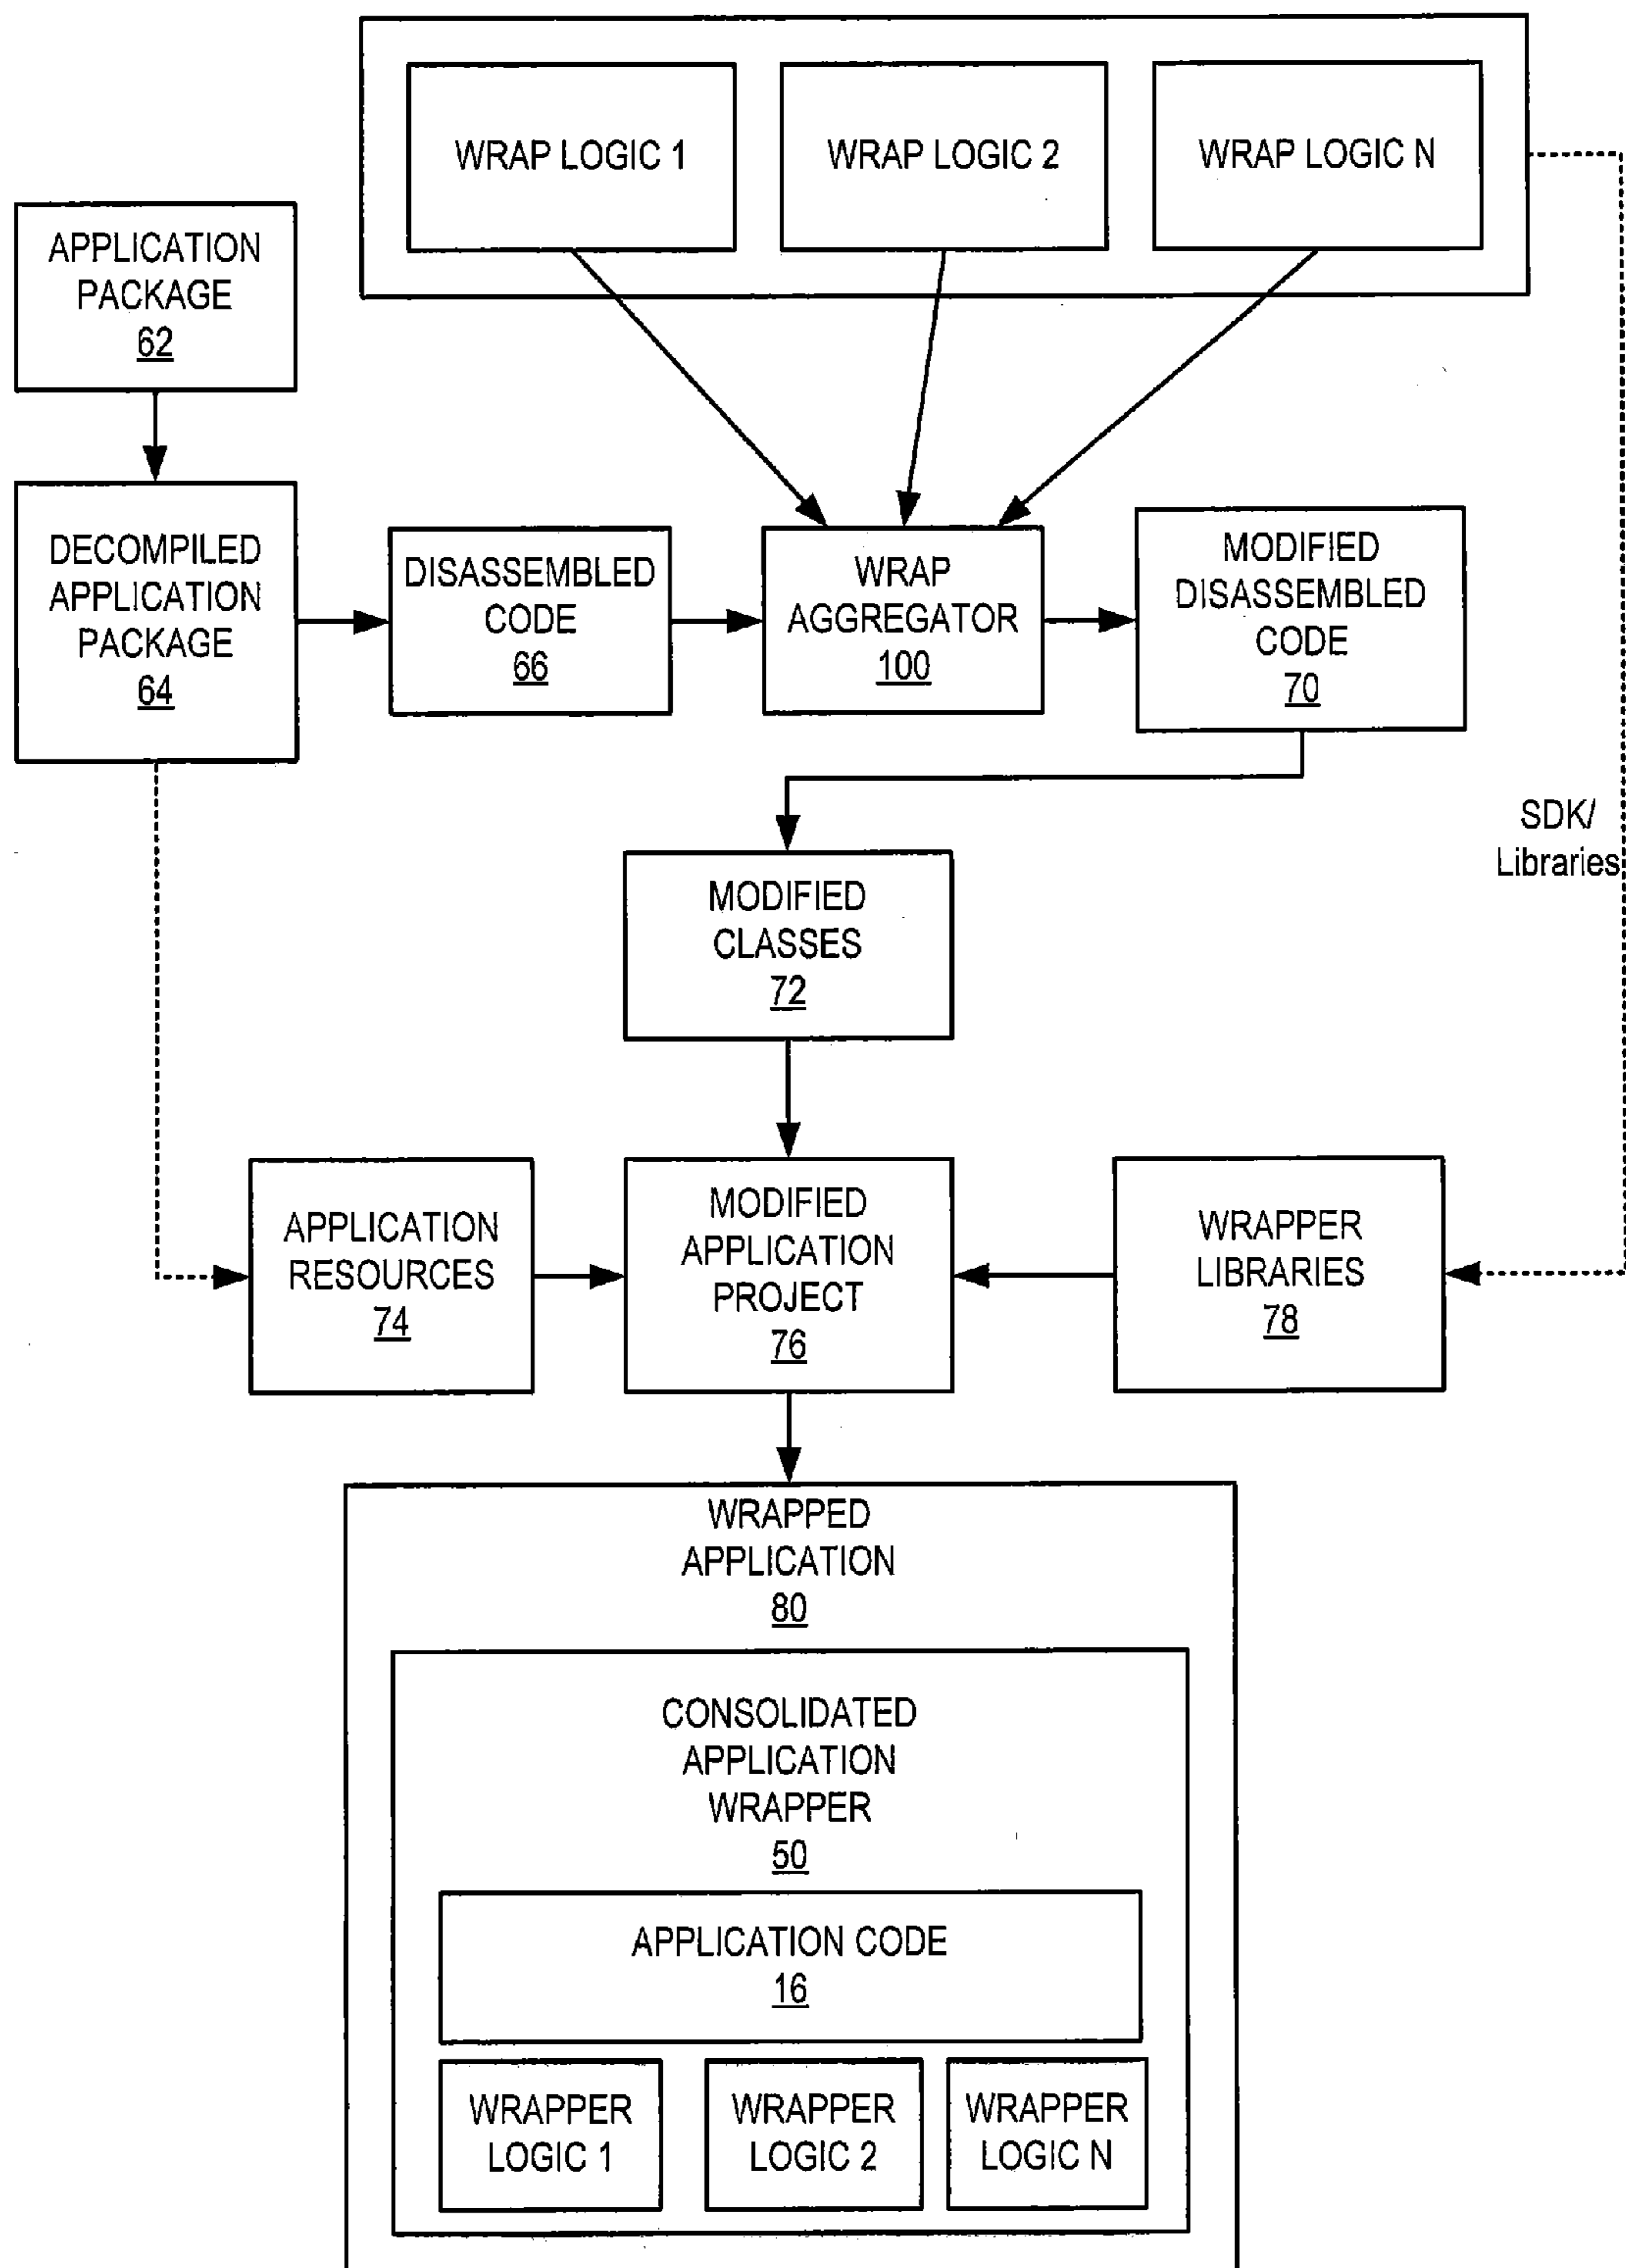 WRAP LOGIC 1
WRAP LOGIC 2
WRAP LOGIC N
APPLICATION
PACKAGE
62
DECOMPILED
APPLICATION
PACKAGE
64
DISASSEMBLED
CODE
66
WRAP
AGGREGATOR
100
MODIFIED
DISASSEMBLED
CODE
70
SDK/
Libraries
MODIFIED
CLASSES
72
APPLICATION
RESOURCES
74
MODIFIED
APPLICATION
PROJECT
76
WRAPPER
LIBRARIES
78
WRAPPED
APPLICATION
80
CONSOLIDATED
APPLICATION
WRAPPER
50
APPLICATION CODE
16
WRAPPER
LOGIC 1
WRAPPER
LOGIC 2
WRAPPER
LOGIC N